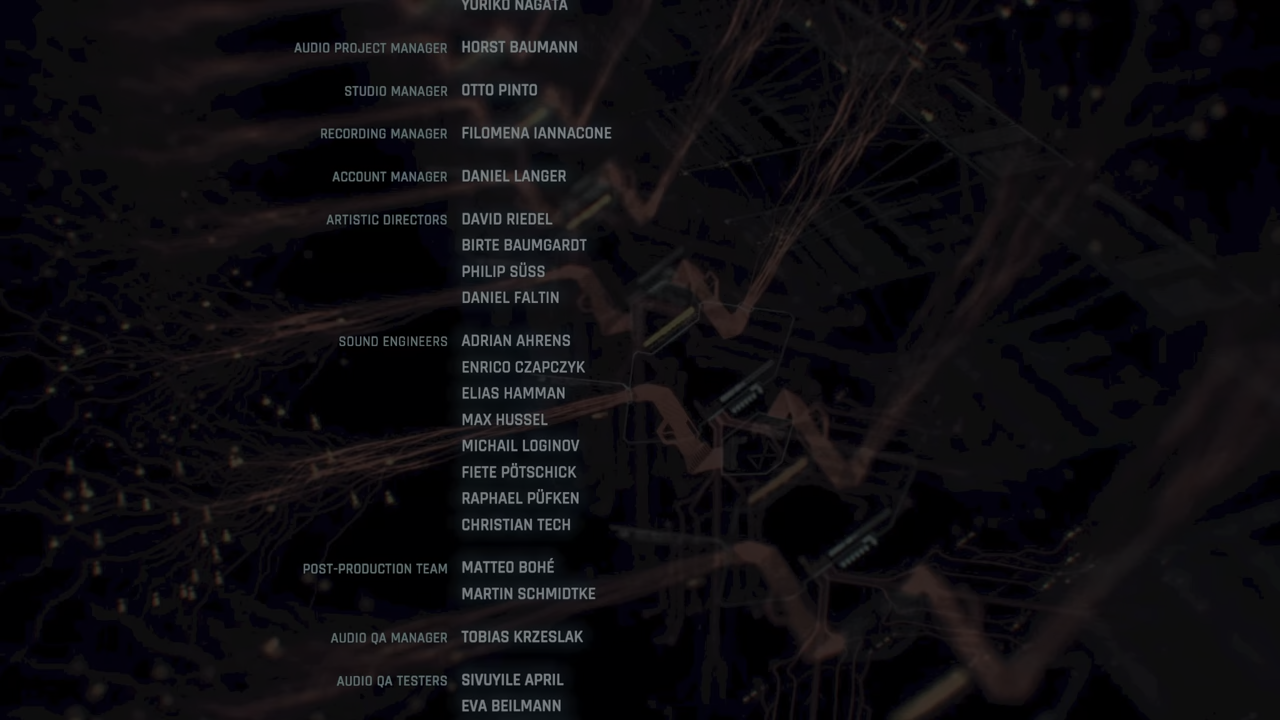 YURIKO NAGATA
AUDIO PROJECT MANAGER HORST BAUMANN
STUDIO MANAGER OTTO PINTO
RECORDING MANAGER FILOMENA IANNACONE
ACCOUNT MANAGER DANIEL LANGER
ARTISTIC DIRECTORS DAVID RIEDEL
BIRTE BAUMGARDT
PHILIP SÜSS
DANIEL FALTIN
SOUND ENGINEERS ADRIAN AHRENS
ENRICO CZAPCZYK
ELIAS HAMMAN
MAX HUSSEL
MICHAIL LOGINOV
FIETE PÖTSCHICK
RAPHAEL PÜFKEN
CHRISTIAN TECH
POST-PRODUCTION TEAM MATTEO BOHÉ
MARTIN SCHMIDTKE
AUDIO QA MANAGER TOBIAS KRZESLAK
AUDIO QA TESTERS SIVUYILE APRIL
EVA BEILMANN